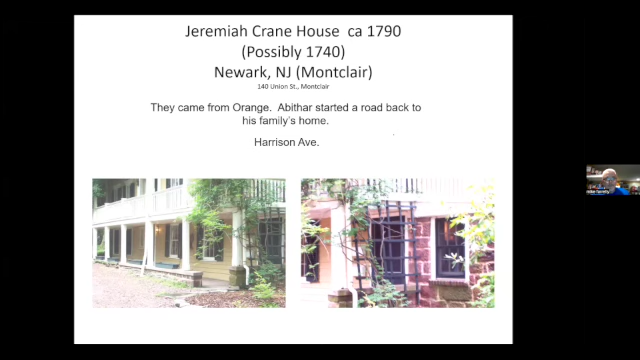 Jeremiah Crane House ca 1790
(Possibly 1740)
Newark, NJ (Montclair)
140 Union St., Montclair
They came from Orange. Abithar started a road back to
his family's home.
Harrison Ave.